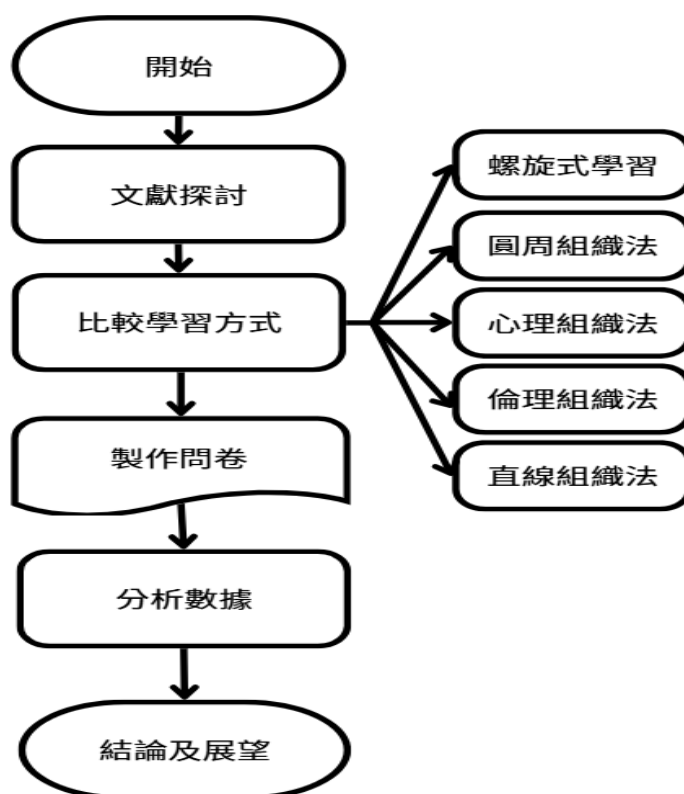 開始
文獻探討
比較學習方式
螺旋式學習
圓周組織法
心理組織法
倫理組織法
直線組織法
製作問卷
分析數據
結論及展望